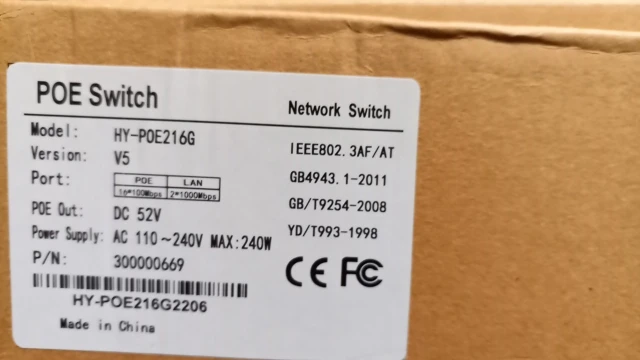 POE Switch
Network Switch
Model: HY-POE216G
Version: V5
Port: POE LAN
16*100Mbps 2*1000Mbps
POE Out: DC 52V
Power Supply: AC 110~240V MAX:240W
P/N: 300000669
IEEE802.3AF/AT
GB4943.1-2011
GB/T9254-2008
YD/T993-1998
CE FC
HY-POE216G2206
Made in China